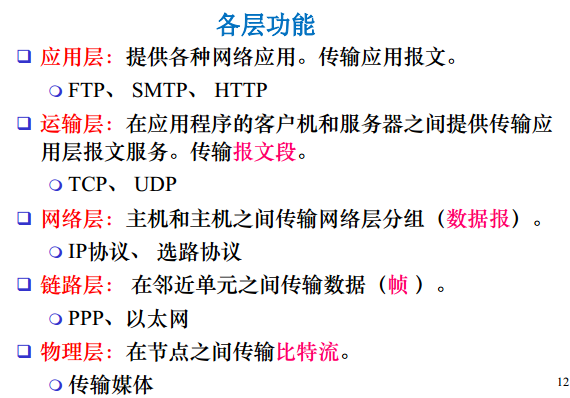 各层功能
应用层：提供各种网络应用。传输应用报文。
FTP、 SMTP、 HTTP
运输层：在应用程序的客户机和服务器之间提供传输应
用层报文服务。传输报文段。
TCP、 UDP
网络层：主机和主机之间传输网络层分组（数据报）。
IP协议、 选路协议
链路层： 在邻近单元之间传输数据（帧 ）。
PPP、以太网
物理层：在节点之间传输比特流。
传输媒体
12